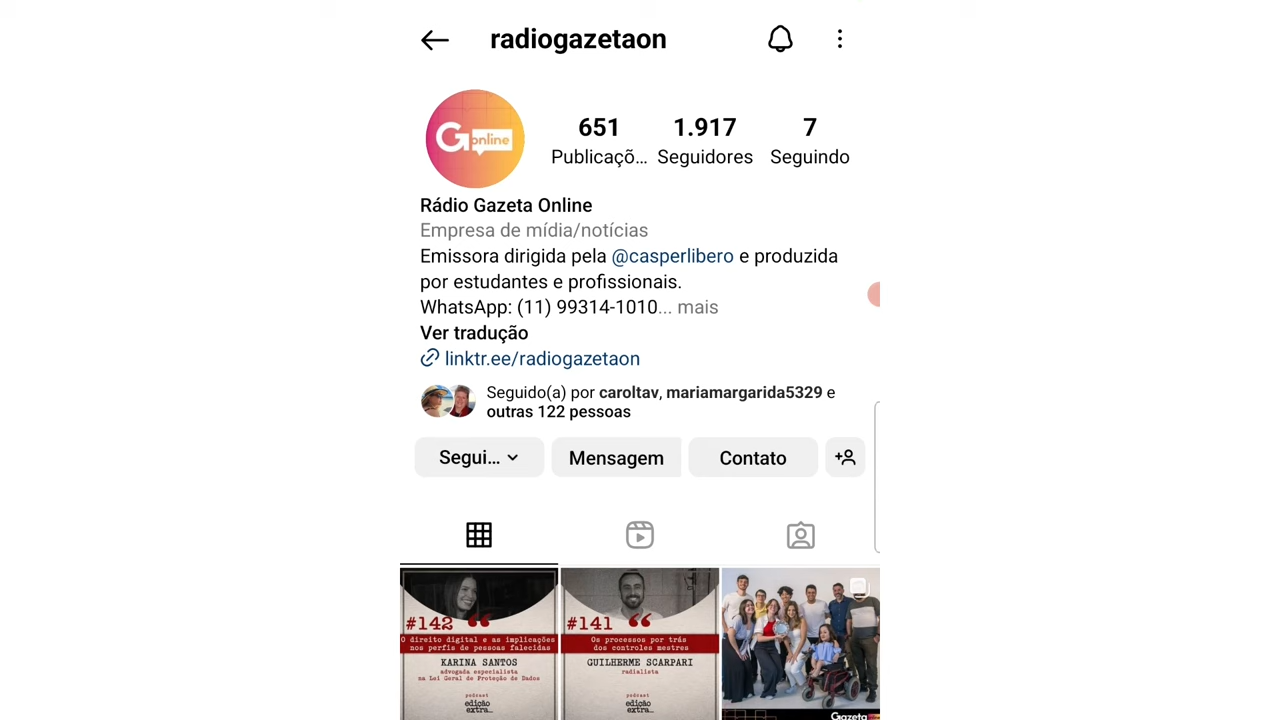 radiogazetaon
G online
651 1.917 7
Publicaçõ... Seguidores Seguindo
Rádio Gazeta Online
Empresa de mídia/notícias
Emissora dirigida pela @casperlibero e produzida
por estudantes e profissionais.
WhatsApp: (11) 99314-1010... mais
Ver tradução
linktr.ee/radiogazetaon
Seguido(a) por caroltav, mariamargarida5329 e
outras 122 pessoas
Segui... Mensagem Contato
#142
O direito digital e as implicações
nos perfis de pessoas falecidas
KARINA SANTOS
advogada especialista
na Lei Geral de Proteção de Dados
podcast
edição
extra...
#141
Os processos por trás
dos controles mestres
GUILHERME SCARPARI
radialista
podcast
edição
extra...
Gazeta